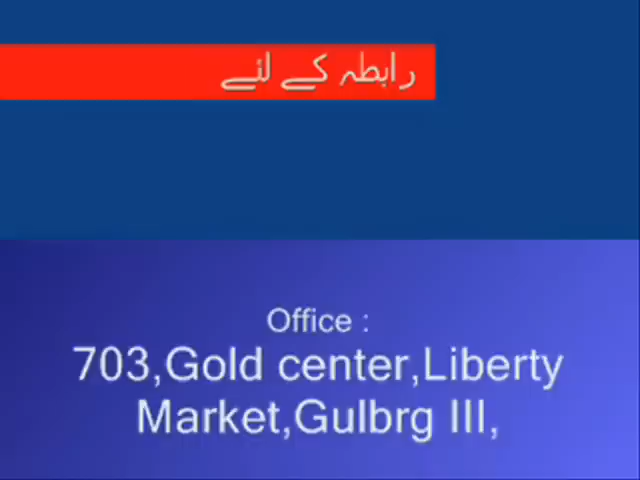 رابطہ کے لئے
Office :
703,Gold center,Liberty
Market,Gulbrg III,